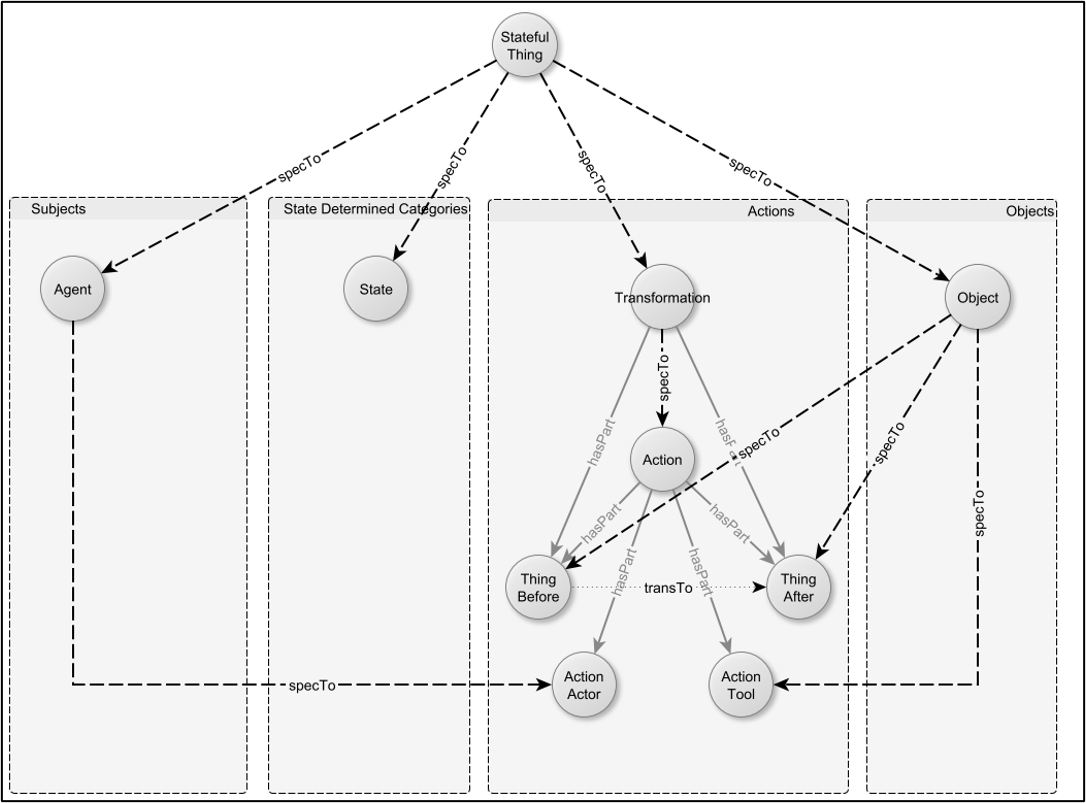 Stateful
Thing
specTo
specTo
specTo
specTo
Subjects
State Determined Categories
Actions
Objects
Agent
State
Transformation
Object
specTo
hasPart
hasPart
specTo
specTo
Action
specTo
hasPart
hasPart
hasPart
hasPart
Thing
Before
transTo
Thing
After
specTo
Action
Actor
Action
Tool